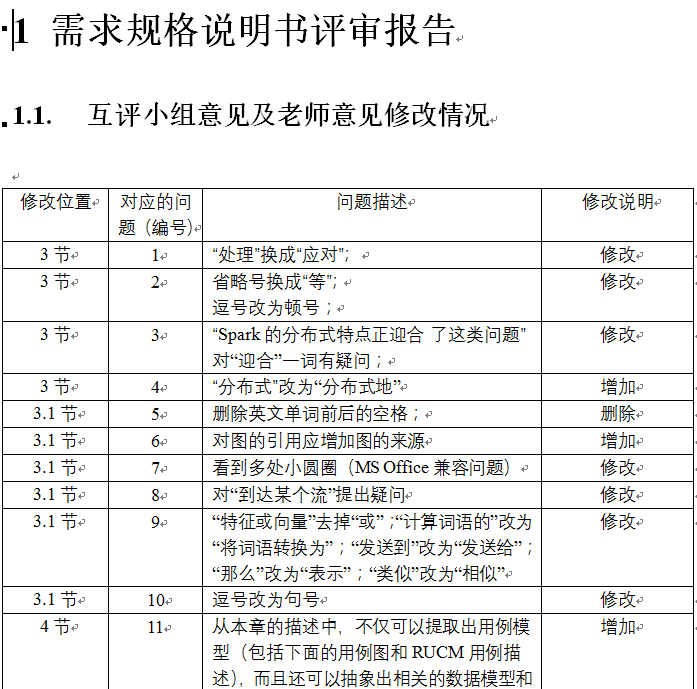 1 需求规格说明书评审报告
1.1. 互评小组意见及老师意见修改情况
修改位置 对应的问题（编号） 问题描述 修改说明
3 节 1 “处理”换成“应对”； 修改
3 节 2 省略号换成“等”； 修改
逗号改为顿号；
3 节 3 “Spark 的分布式特点正迎合 了这类问题” 修改
对“迎合”一词有疑问；
3 节 4 “分布式”改为“分布式地” 增加
3.1 节 5 删除英文单词前后的空格； 删除
3.1 节 6 对图的引用应增加图的来源 增加
3.1 节 7 看到多处小圆圈（MS Office 兼容问题） 修改
3.1 节 8 对“到达某个流”提出疑问 修改
3.1 节 9 “特征或向量”去掉“或”；“计算词语的”改为 修改
“将词语转换为”；“发送到”改为“发送给”；
“那么”改为“表示”；“类似”改为“相似”
3.1 节 10 逗号改为句号 修改
4 节 11 从本章的描述中，不仅可以提取出用例模 增加
型（包括下面的用例图和 RUCM 用例描
述），而且还可以抽象出相关的数据模型和